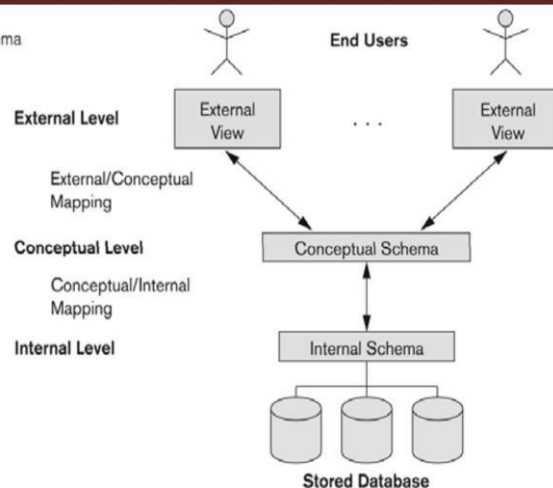 End Users
External Level
External
View
. . .
External
View
External/Conceptual
Mapping
Conceptual Level
Conceptual Schema
Conceptual/Internal
Mapping
Internal Level
Internal Schema
Stored Database